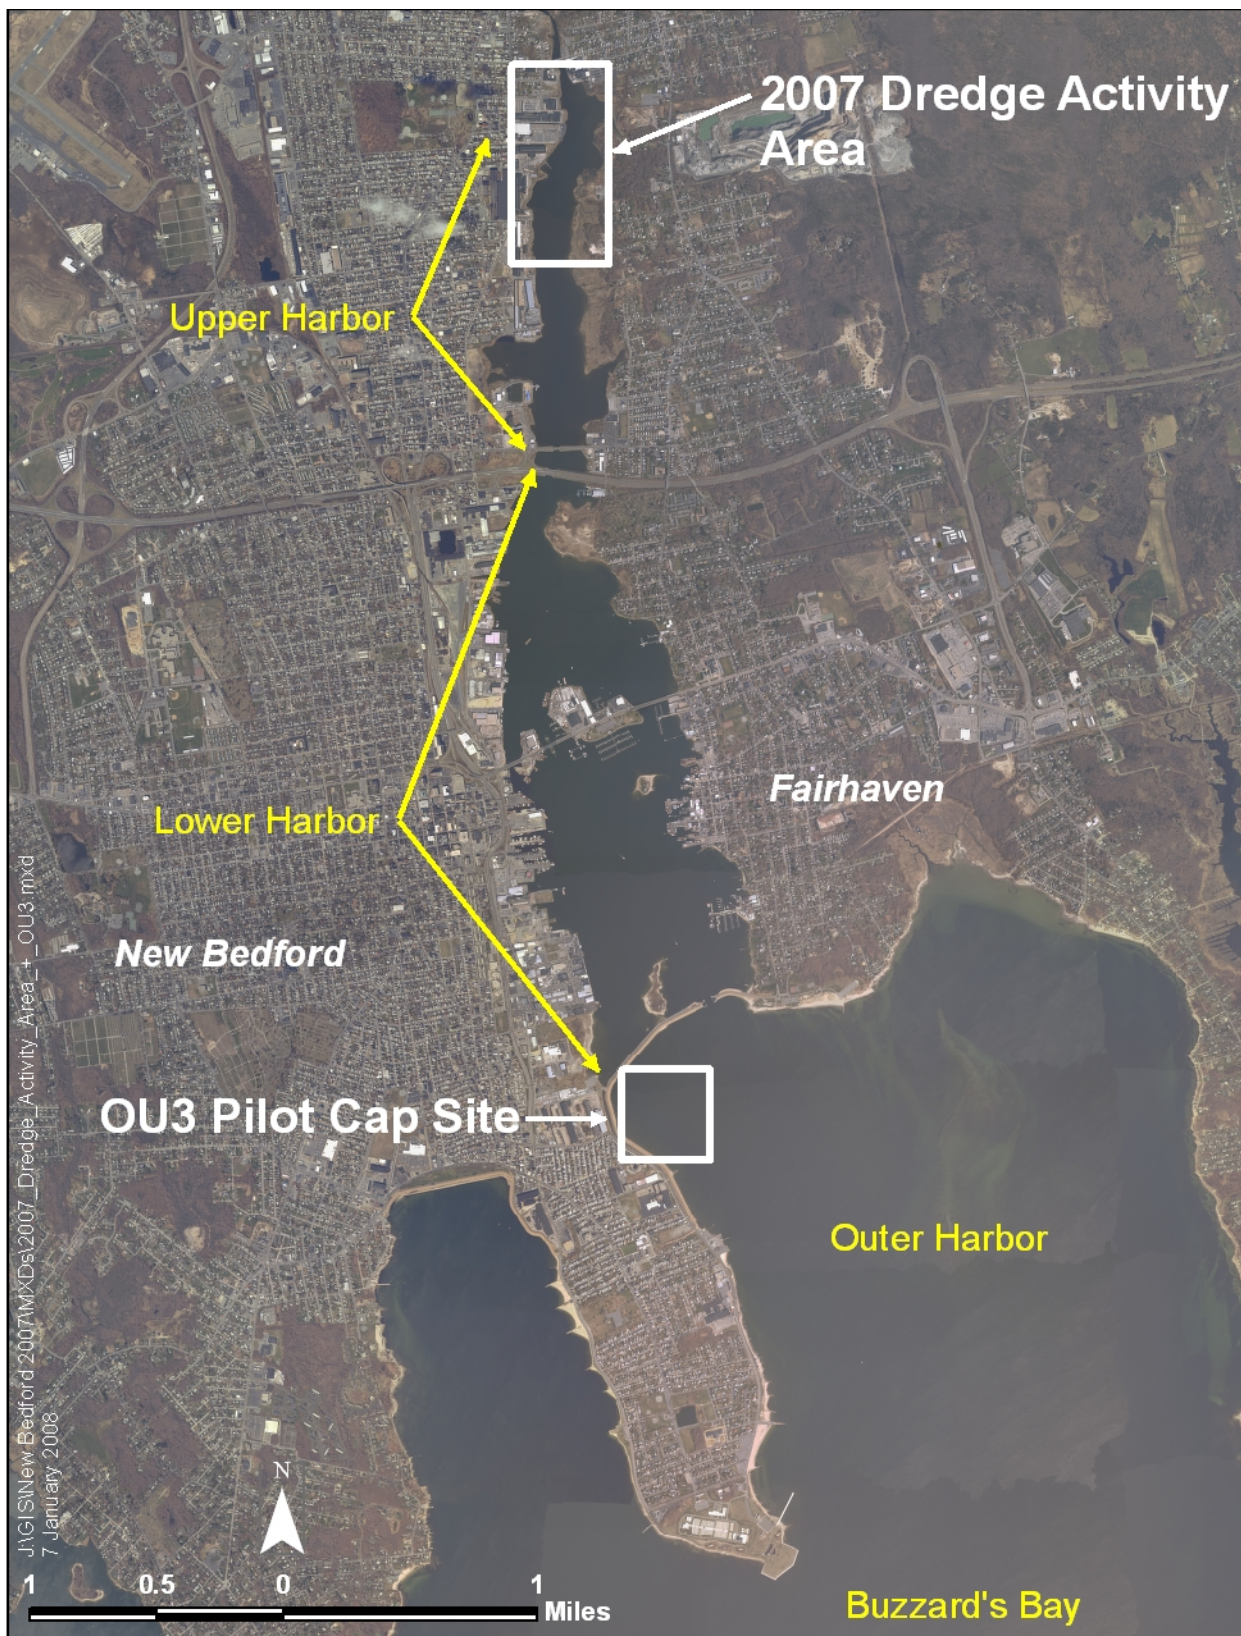 2007 Dredge Activity
Area
Upper Harbor
Fairhaven
Lower Harbor
New Bedford
OU3 Pilot Cap Site
Outer Harbor
Buzzard's Bay
N
1 0.5 0 1
Miles
J:\GIS\New Bedford 2007\MXDs\2007_Dredge_Activity_Area_+_OU3.mxd
7 January 2008